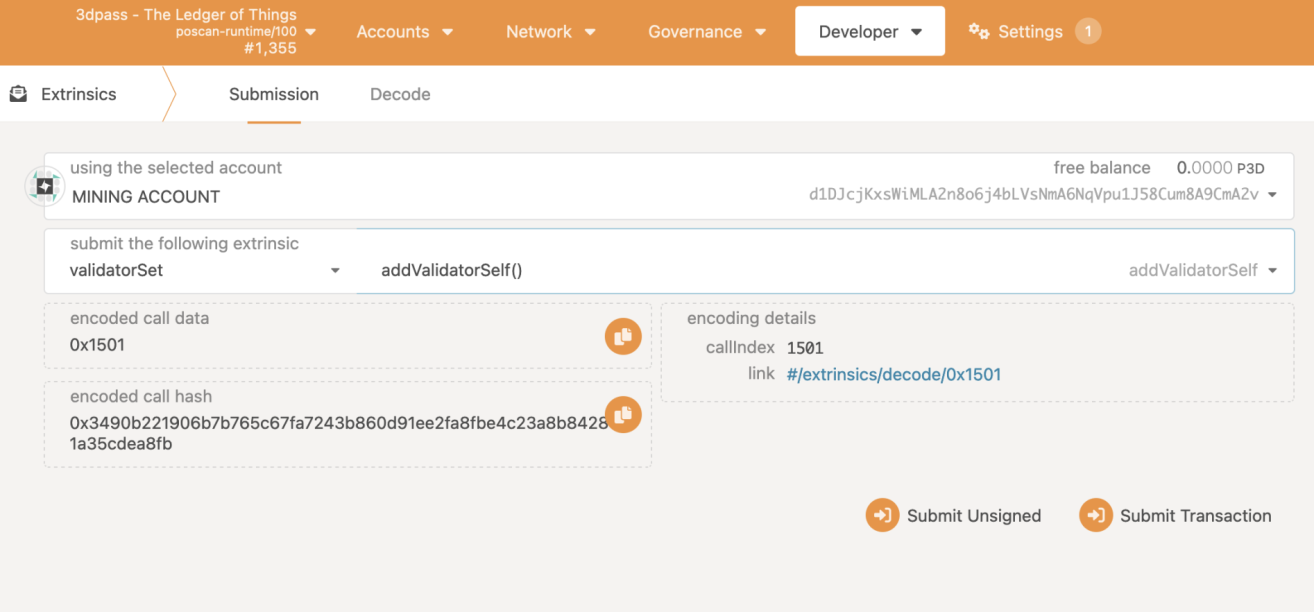 3dpass - The Ledger of Things
poscan-runtime/100
#1,355
Accounts
Network
Governance
Developer
Settings
1
Extrinsics
Submission
Decode
using the selected account
MINING ACCOUNT
free balance 0.0000 P3D
d1DJcjKxsWiMLA2n8o6j4bLVsNmA6NqVpu1J58Cum8A9CmA2v
submit the following extrinsic
validatorSet
addValidatorSelf()
addValidatorSelf
encoded call data
0x1501
encoded call hash
0x3490b221906b7b765c67fa7243b860d91ee2fa8fbe4c23a8b8428
1a35cdea8fb
encoding details
callIndex 1501
link #/extrinsics/decode/0x1501
Submit Unsigned
Submit Transaction